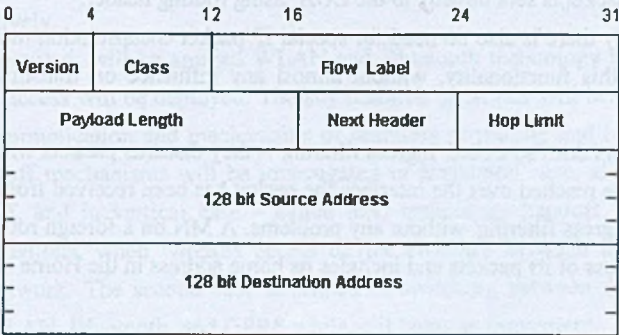 0 4 12 16 24 31
Version Class Flow Label
Payload Length Next Header Hop Limit
128 bit Source Address
128 bit Destination Address